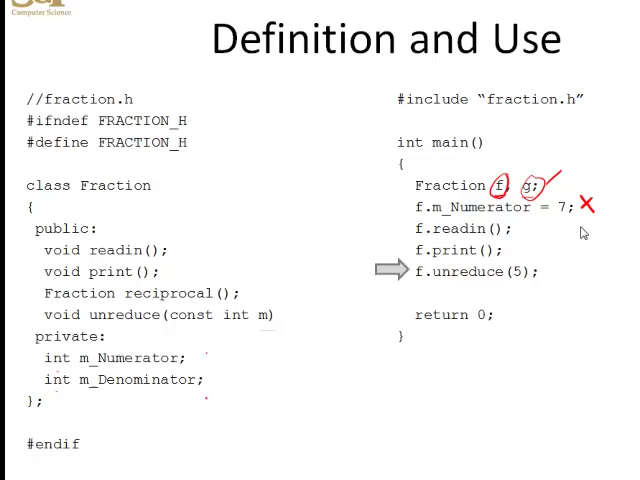 Computer Science
Definition and Use
//fraction.h
#ifndef FRACTION_H
#define FRACTION_H
class Fraction
{
public:
void readin();
void print();
Fraction reciprocal();
void unreduce(const int m)
private:
int m_Numerator;
int m_Denominator;
};
#endif
#include “fraction.h”
int main()
{
Fraction f, g;
f.m_Numerator = 7;
f.readin();
f.print();
f.unreduce(5);
return 0;
}